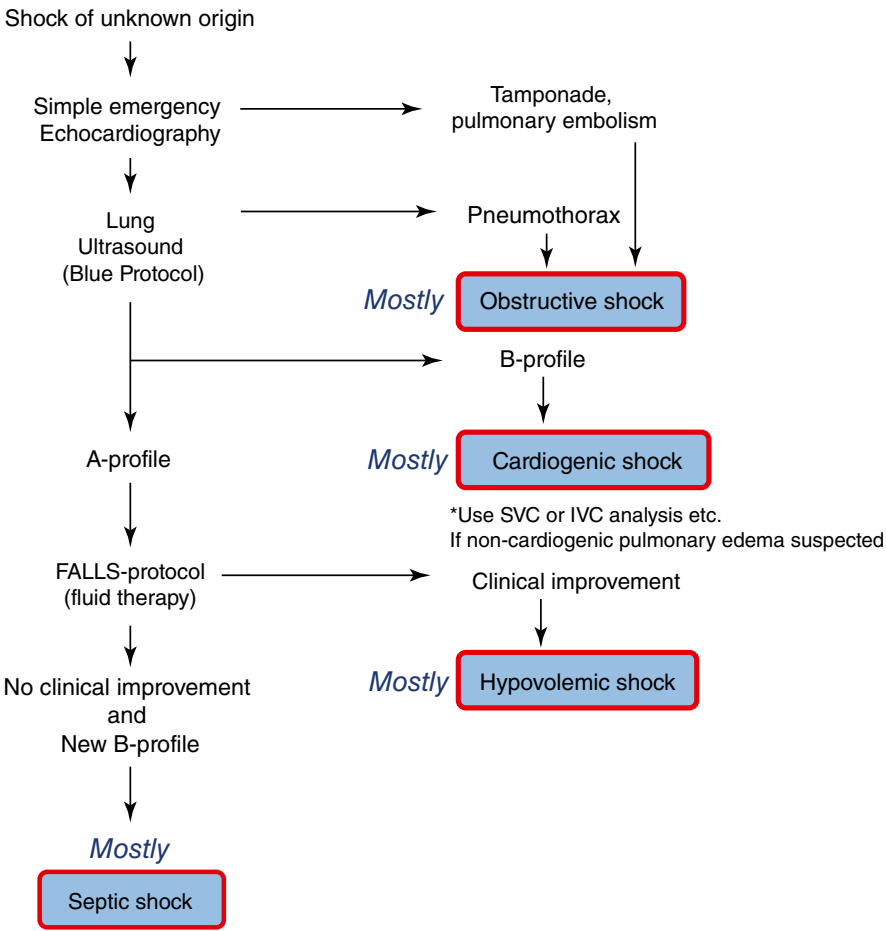 Shock of unknown origin
Simple emergency
Echocardiography
Tamponade,
pulmonary embolism
Lung
Ultrasound
(Blue Protocol)
Pneumothorax
Mostly
Obstructive shock
B-profile
A-profile
Mostly
Cardiogenic shock
*Use SVC or IVC analysis etc.
If non-cardiogenic pulmonary edema suspected
FALLS-protocol
(fluid therapy)
Clinical improvement
Mostly
Hypovolemic shock
No clinical improvement
and
New B-profile
Mostly
Septic shock